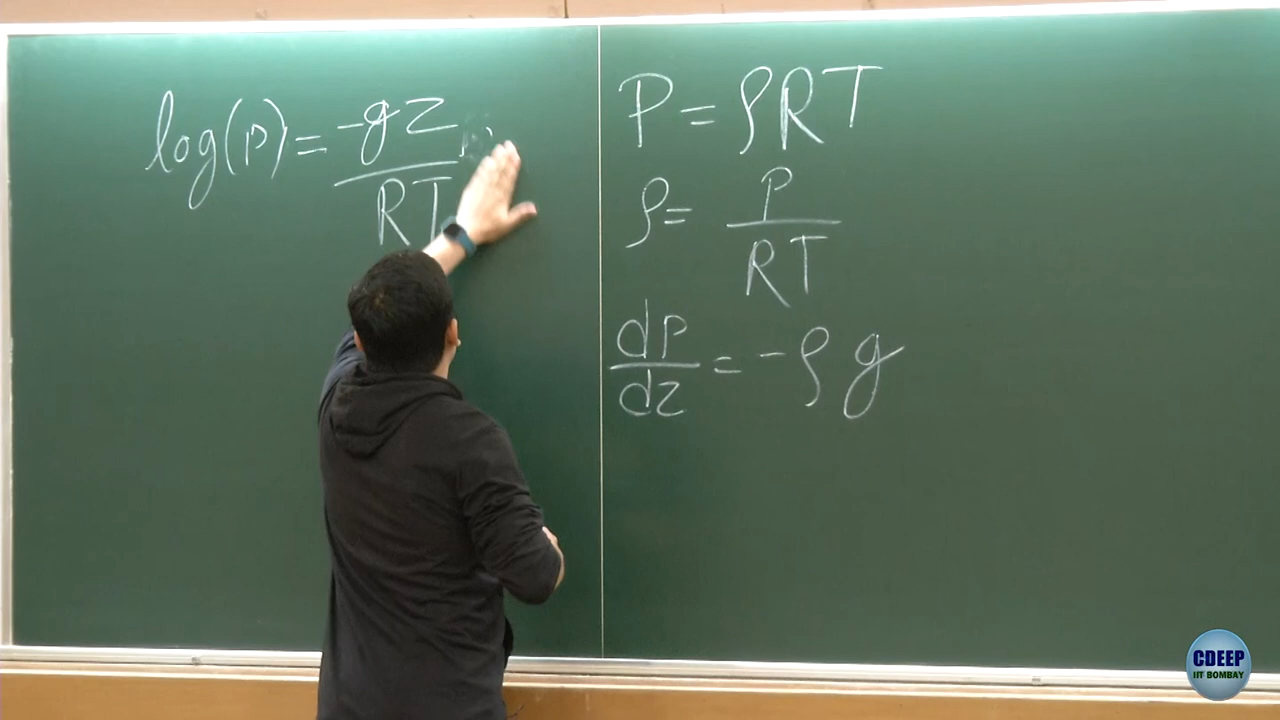 log(p) = -gz / RT
P = ρRT
ρ = P / RT
dp / dz = -ρg
CDEEP
IIT BOMBAY